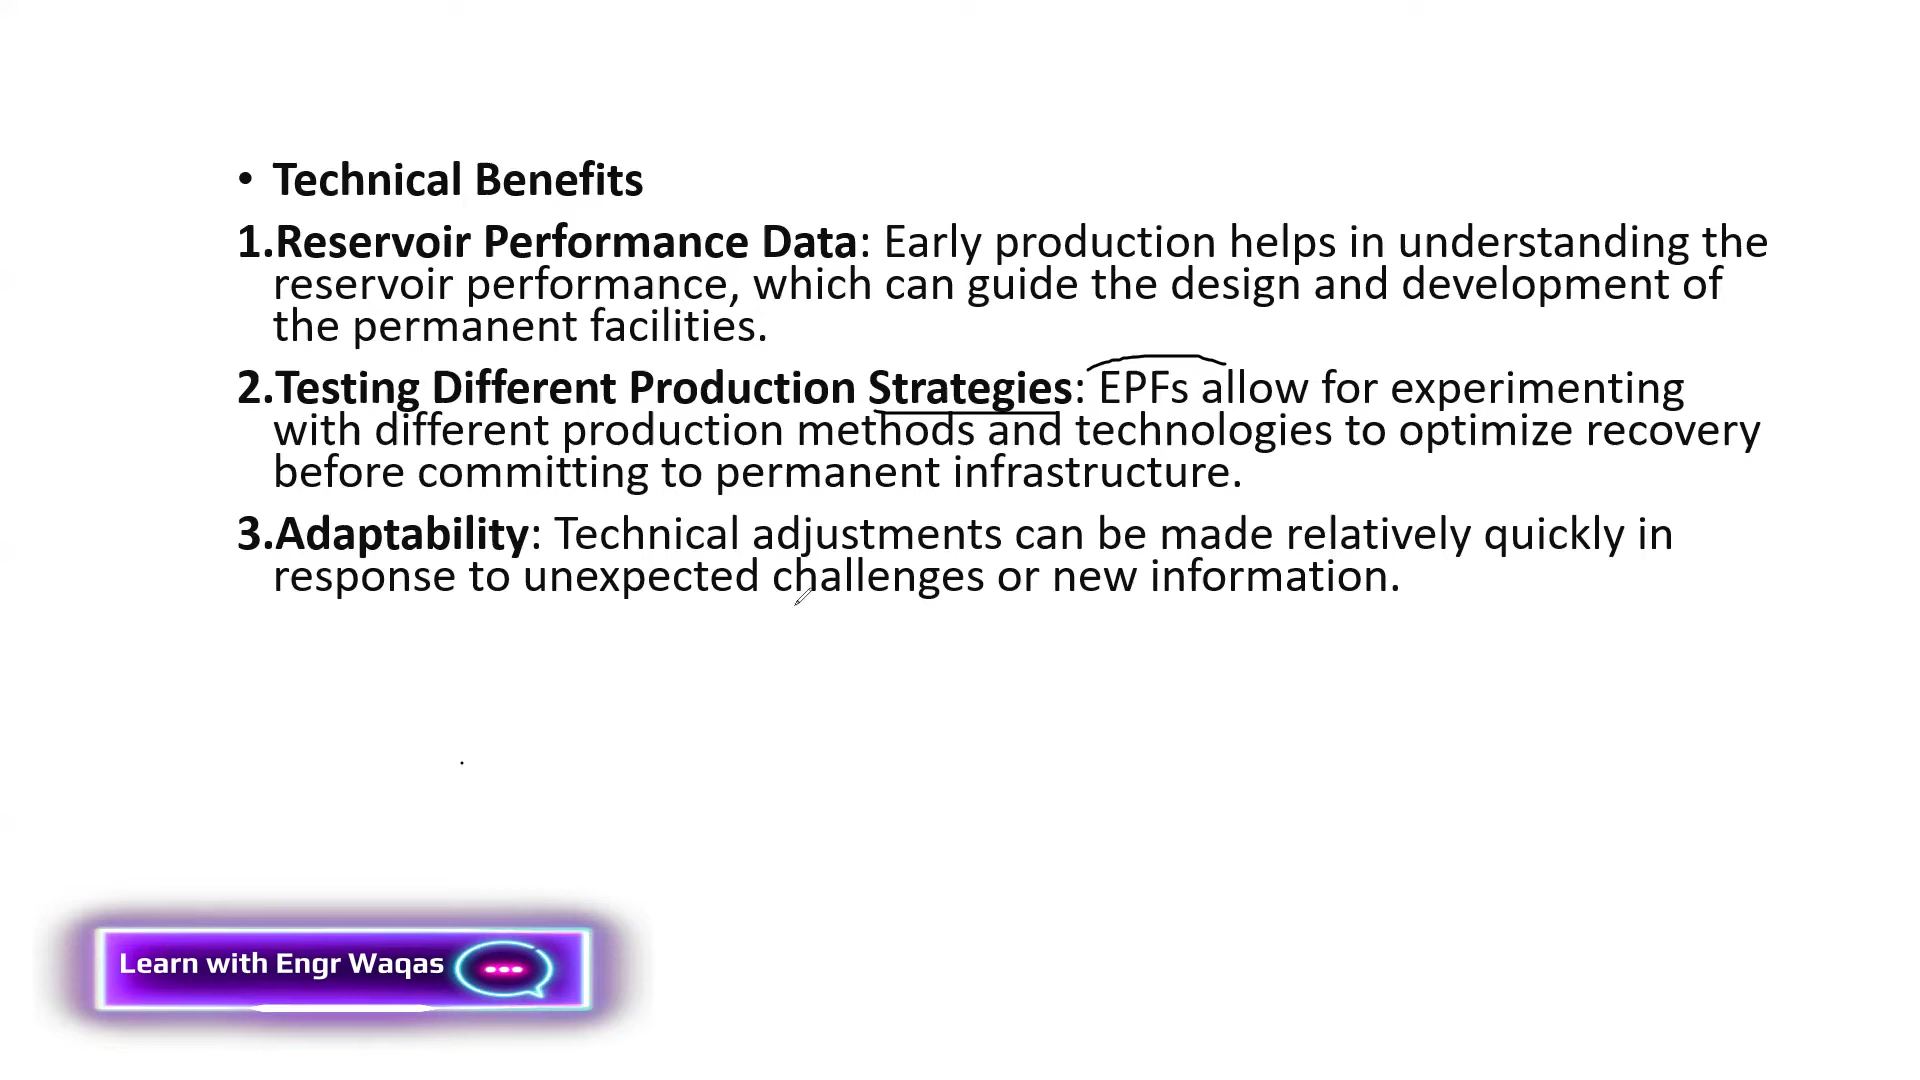 • Technical Benefits
1.Reservoir Performance Data: Early production helps in understanding the
reservoir performance, which can guide the design and development of
the permanent facilities.
2.Testing Different Production Strategies: EPFs allow for experimenting
with different production methods and technologies to optimize recovery
before committing to permanent infrastructure.
3.Adaptability: Technical adjustments can be made relatively quickly in
response to unexpected challenges or new information.
Learn with Engr Waqas